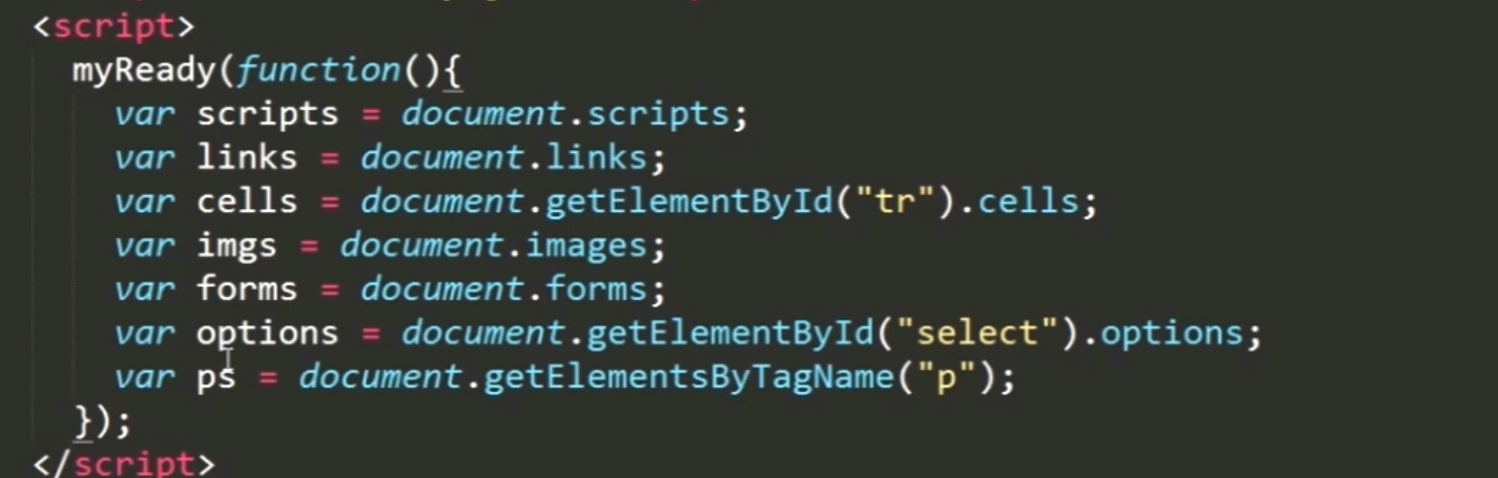 <script>
myReady(function(){
var scripts = document.scripts;
var links = document.links;
var cells = document.getElementById("tr").cells;
var imgs = document.images;
var forms = document.forms;
var options = document.getElementById("select").options;
var ps = document.getElementsByTagName("p");
});
</script>